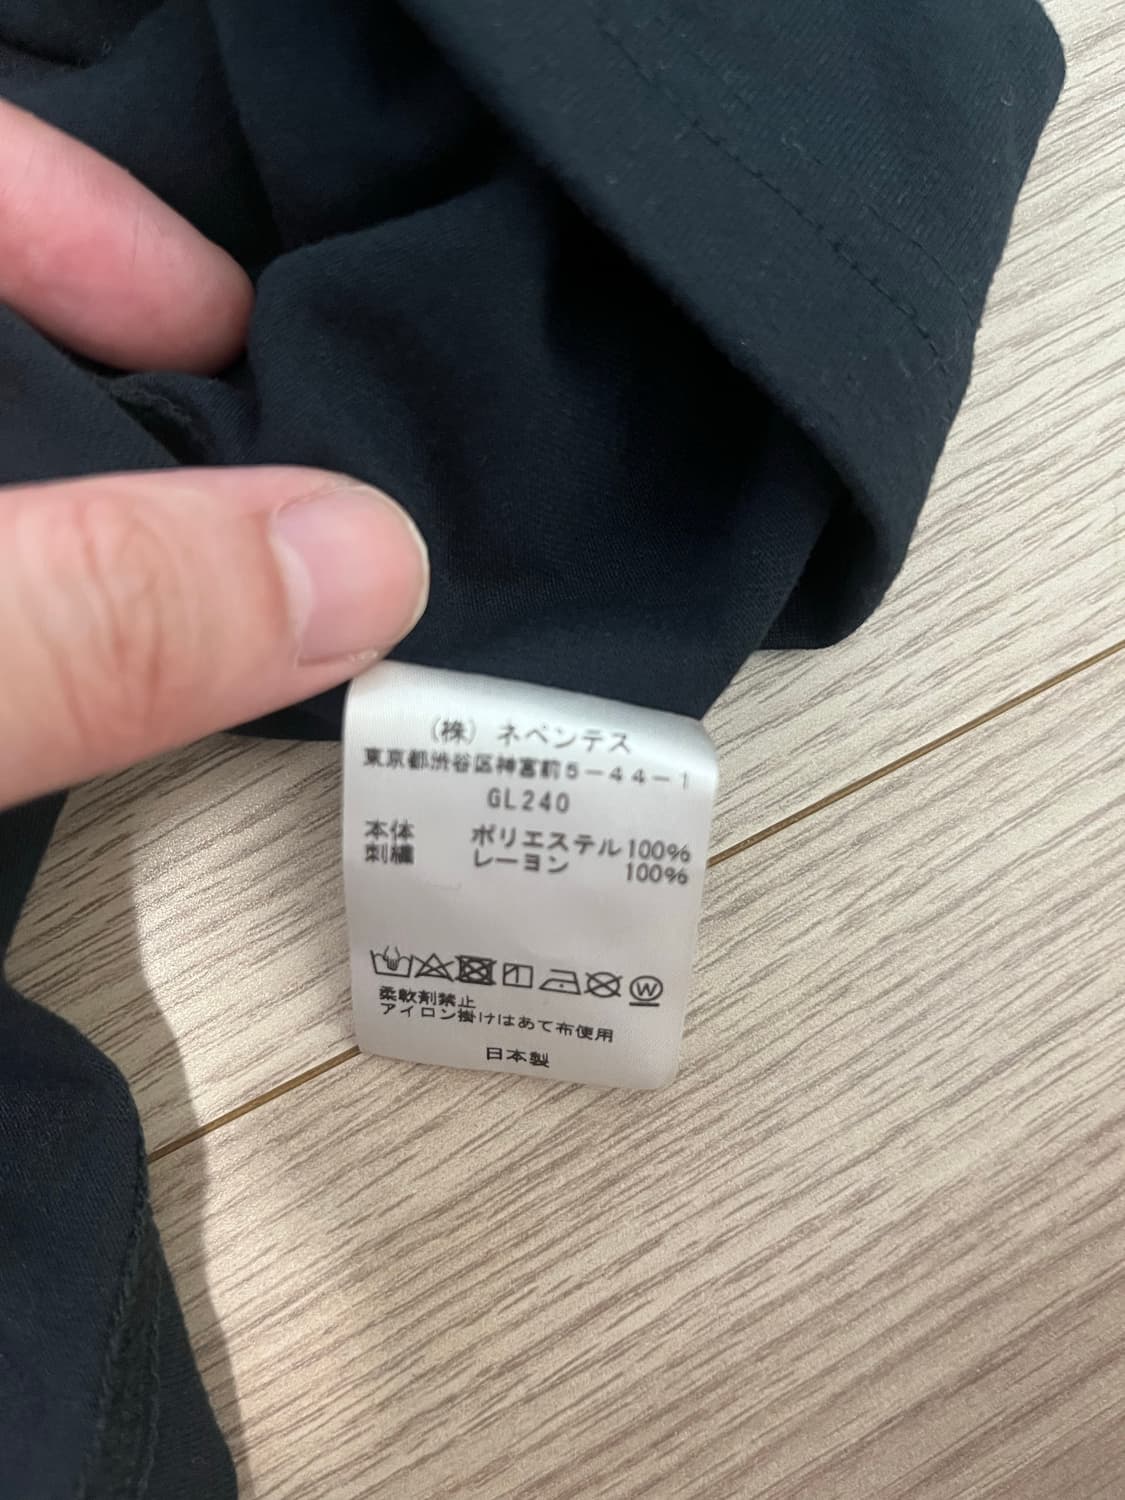 (株) ネペンテス
東京都渋谷区神宮前5-44-1
GL240
本体 ポリエステル100%
刺繍 レーヨン 100%
W
柔軟剤禁止
アイロン掛けはあて布使用
日本製